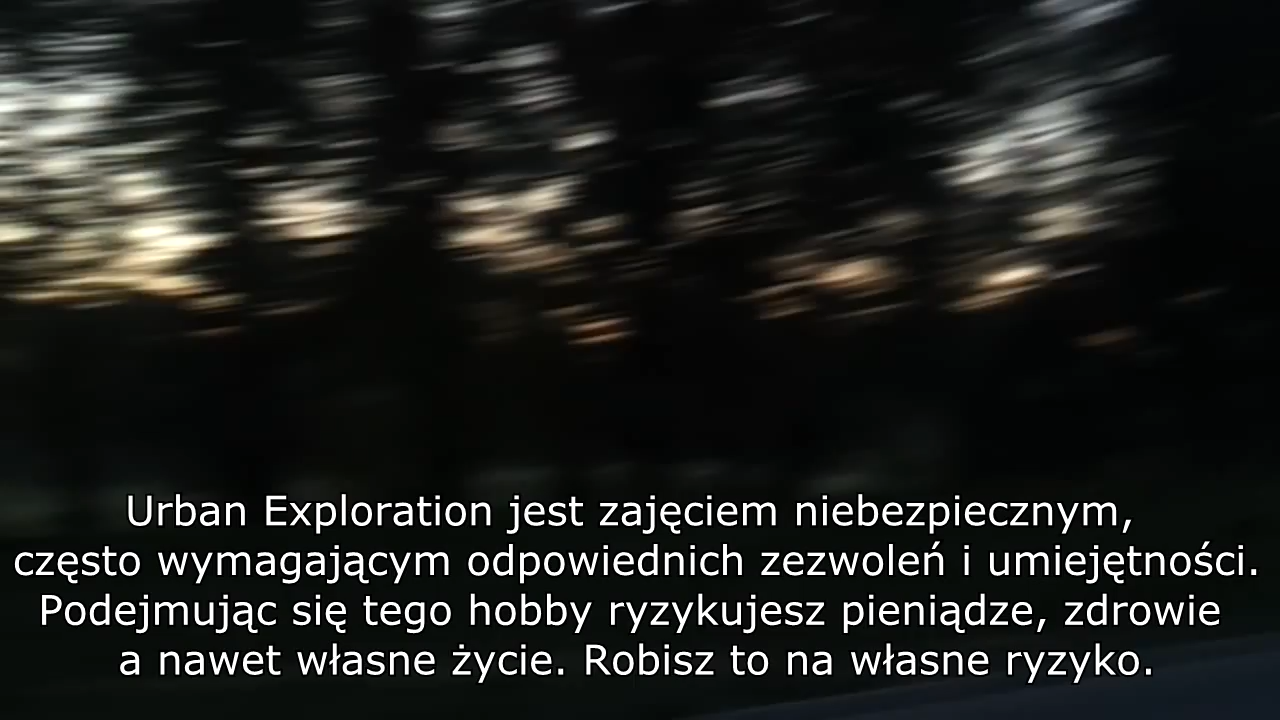 Urban Exploration jest zajęciem niebezpiecznym,
często wymagającym odpowiednich zezwoleń i umiejętności.
Podejmując się tego hobby ryzykujesz pieniądze, zdrowie
a nawet własne życie. Robisz to na własne ryzyko.